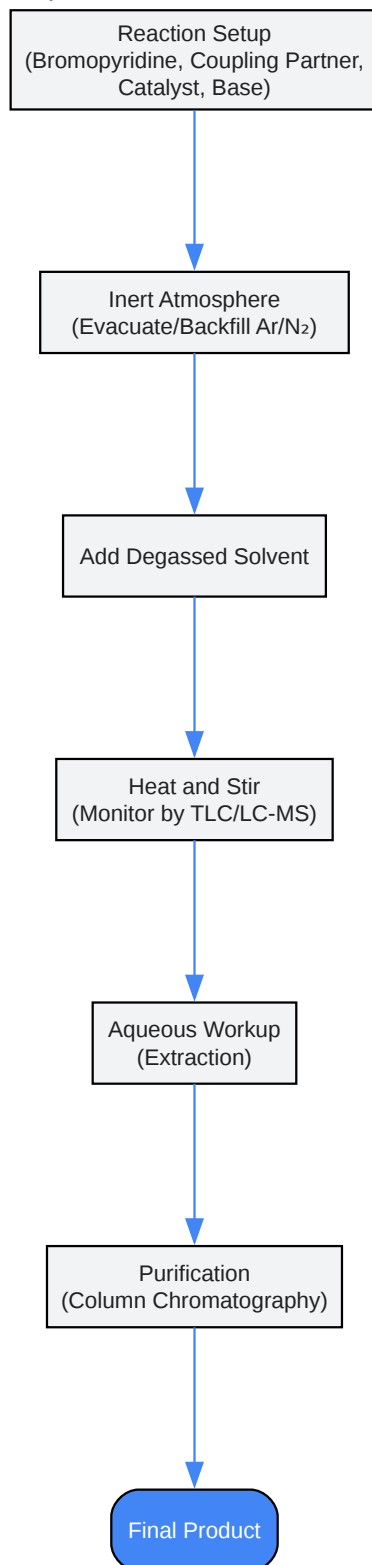 Reaction Setup
(Bromopyridine, Coupling Partner,
Catalyst, Base)
Inert Atmosphere
(Evacuate/Backfill Ar/N₂)
Add Degassed Solvent
Heat and Stir
(Monitor by TLC/LC-MS)
Aqueous Workup
(Extraction)
Purification
(Column Chromatography)
Final Product